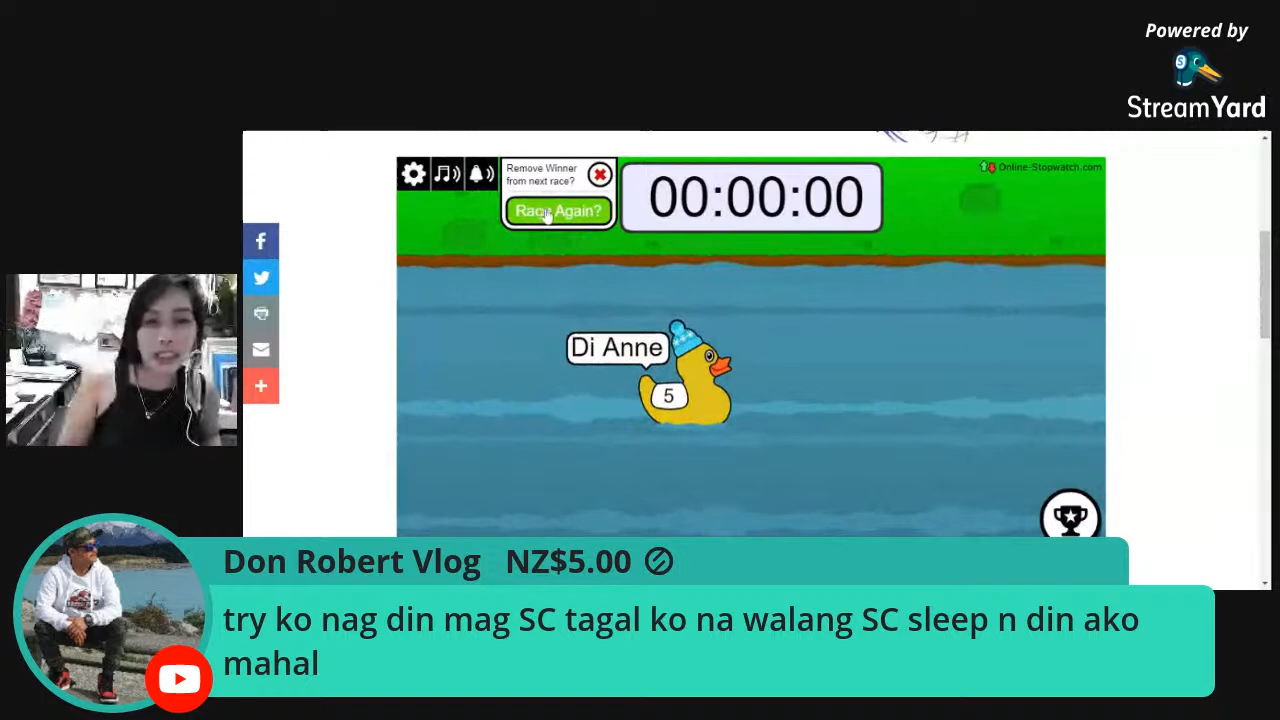 Powered by
StreamYard
Remove Winner
from next race?
Race Again?
00:00:00
Online-Stopwatch.com
Di Anne
5
Don Robert Vlog NZ$5.00
try ko nag din mag SC tagal ko na walang SC sleep n din ako
mahal